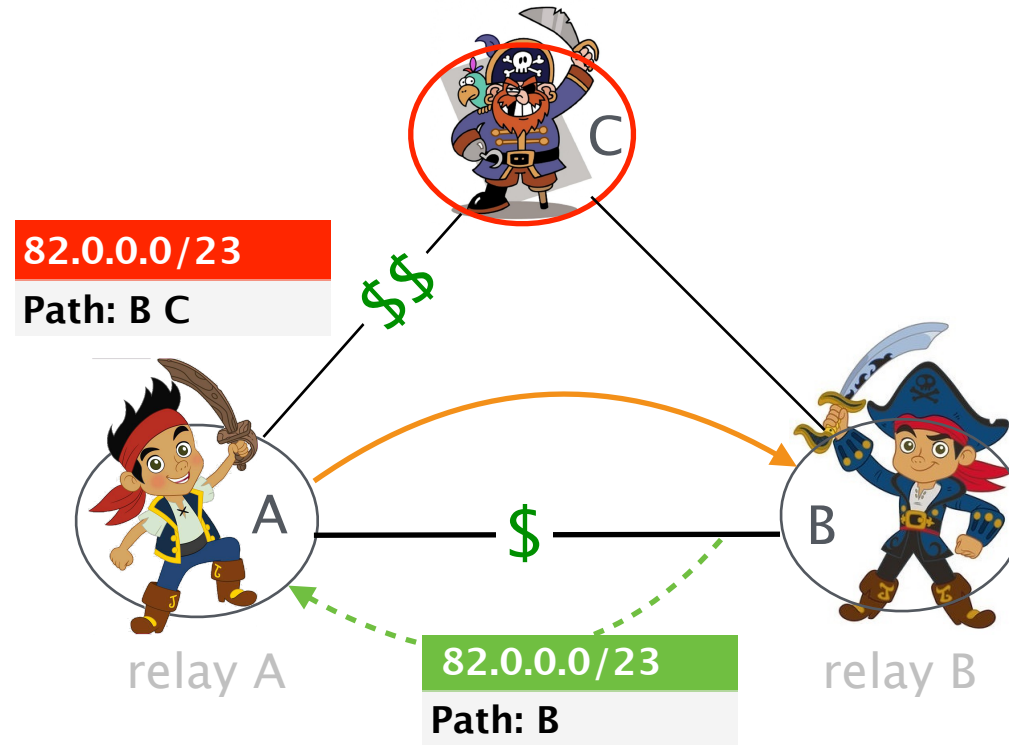 C
82.0.0.0/23
Path: B C
$$
A
$
B
82.0.0.0/23
Path: B
relay A
relay B